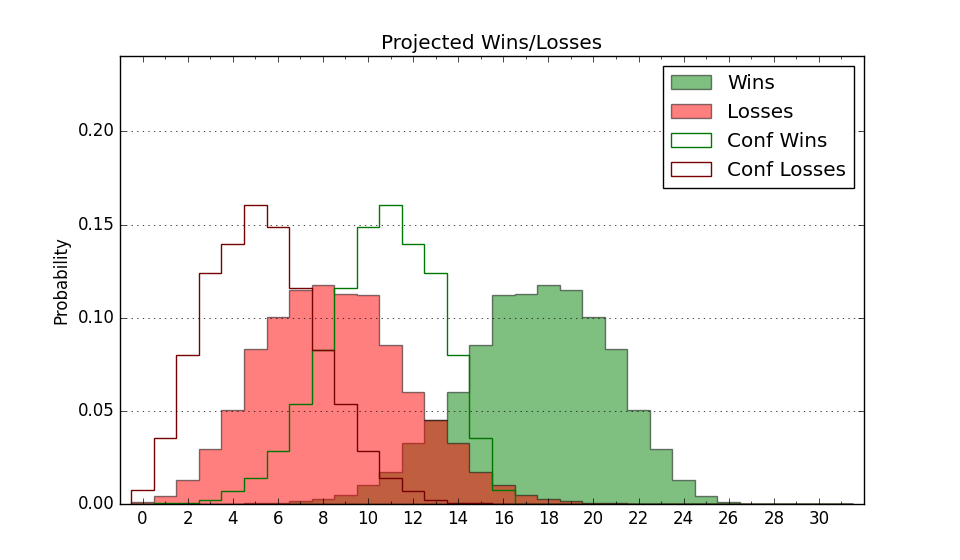 Projected Wins/Losses
Wins
Losses
Conf Wins
Conf Losses
Probability
0.20
0.15
0.10
0.05
0.00
0 2 4 6 8 10 12 14 16 18 20 22 24 26 28 30